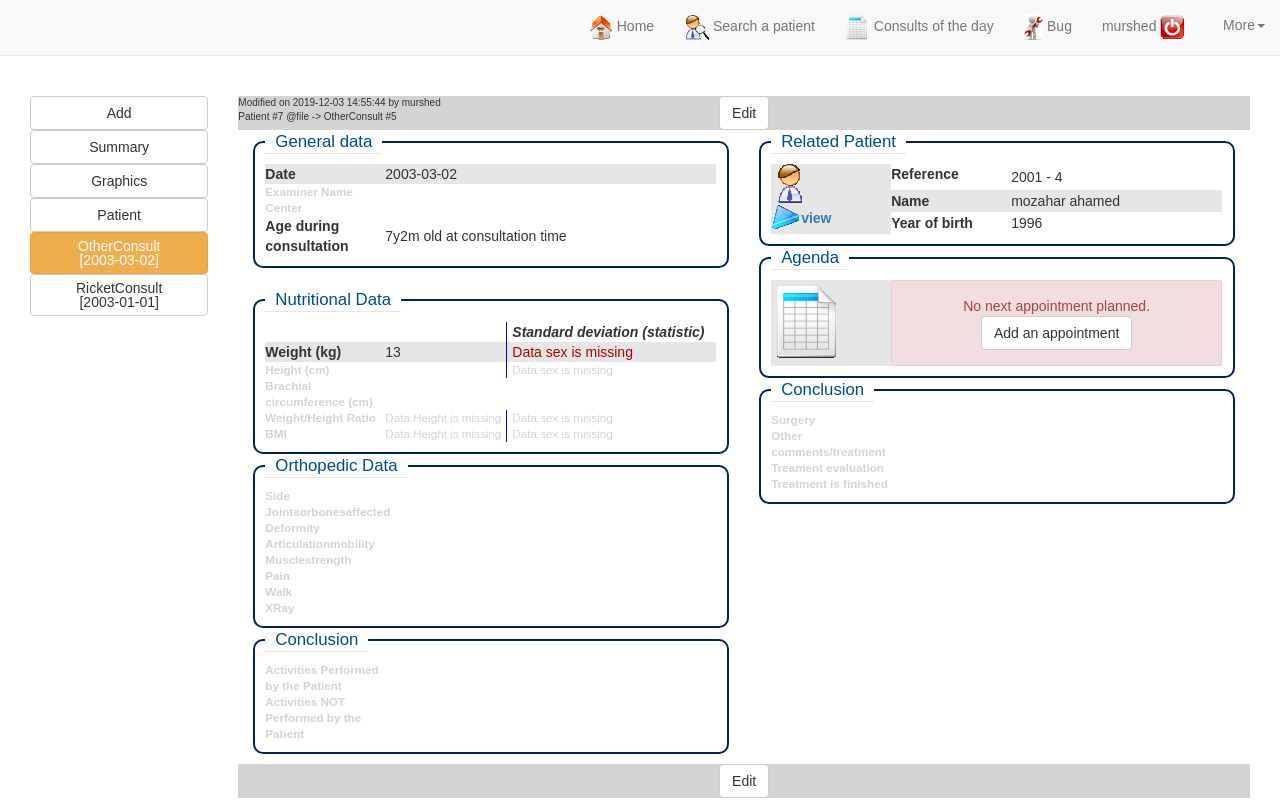 Home
Search a patient
Consults of the day
Bug
murshed
More
Add
Summary
Graphics
Patient
OtherConsult
[2003-03-02]
RicketConsult
[2003-01-01]
Modified on 2019-12-03 14:55:44 by murshed
Patient #7 @file -> OtherConsult #5
Edit
General data
Date 2003-03-02
Examiner Name
Center
Age during
consultation
7y2m old at consultation time
Nutritional Data
Standard deviation (statistic)
Weight (kg) 13 Data sex is missing
Height (cm) Data sex is missing
Brachial
circumference (cm)
Weight/Height Ratio Data Height is missing Data sex is missing
BMI Data Height is missing Data sex is missing
Orthopedic Data
Side
Jointsorbonesaffected
Deformity
Articulationmobility
Musclestrength
Pain
Walk
XRay
Conclusion
Activities Performed
by the Patient
Activities NOT
Performed by the
Patient
Related Patient
view
Reference 2001 - 4
Name mozahar ahamed
Year of birth 1996
Agenda
No next appointment planned.
Add an appointment
Conclusion
Surgery
Other
comments/treatment
Treament evaluation
Treatment is finished
Edit